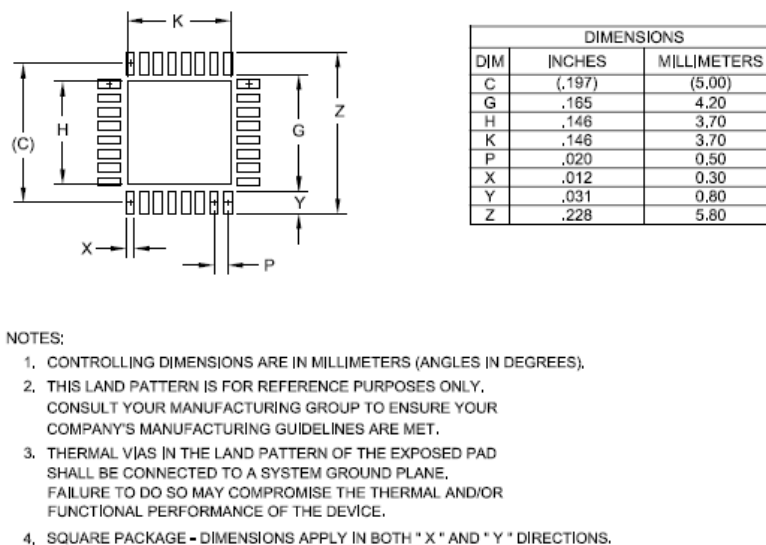 K
(C)
H
G
Z
Y
X
P
DIMENSIONS
DIM INCHES MILLIMETERS
C (.197) (5.00)
G .165 4.20
H .146 3.70
K .146 3.70
P .020 0.50
X .012 0.30
Y .031 0.80
Z .228 5.80
NOTES:
1. CONTROLLING DIMENSIONS ARE IN MILLIMETERS (ANGLES IN DEGREES).
2. THIS LAND PATTERN IS FOR REFERENCE PURPOSES ONLY.
CONSULT YOUR MANUFACTURING GROUP TO ENSURE YOUR
COMPANY'S MANUFACTURING GUIDELINES ARE MET.
3. THERMAL VIAS IN THE LAND PATTERN OF THE EXPOSED PAD
SHALL BE CONNECTED TO A SYSTEM GROUND PLANE.
FAILURE TO DO SO MAY COMPROMISE THE THERMAL AND/OR
FUNCTIONAL PERFORMANCE OF THE DEVICE.
4. SQUARE PACKAGE - DIMENSIONS APPLY IN BOTH " X " AND " Y " DIRECTIONS.